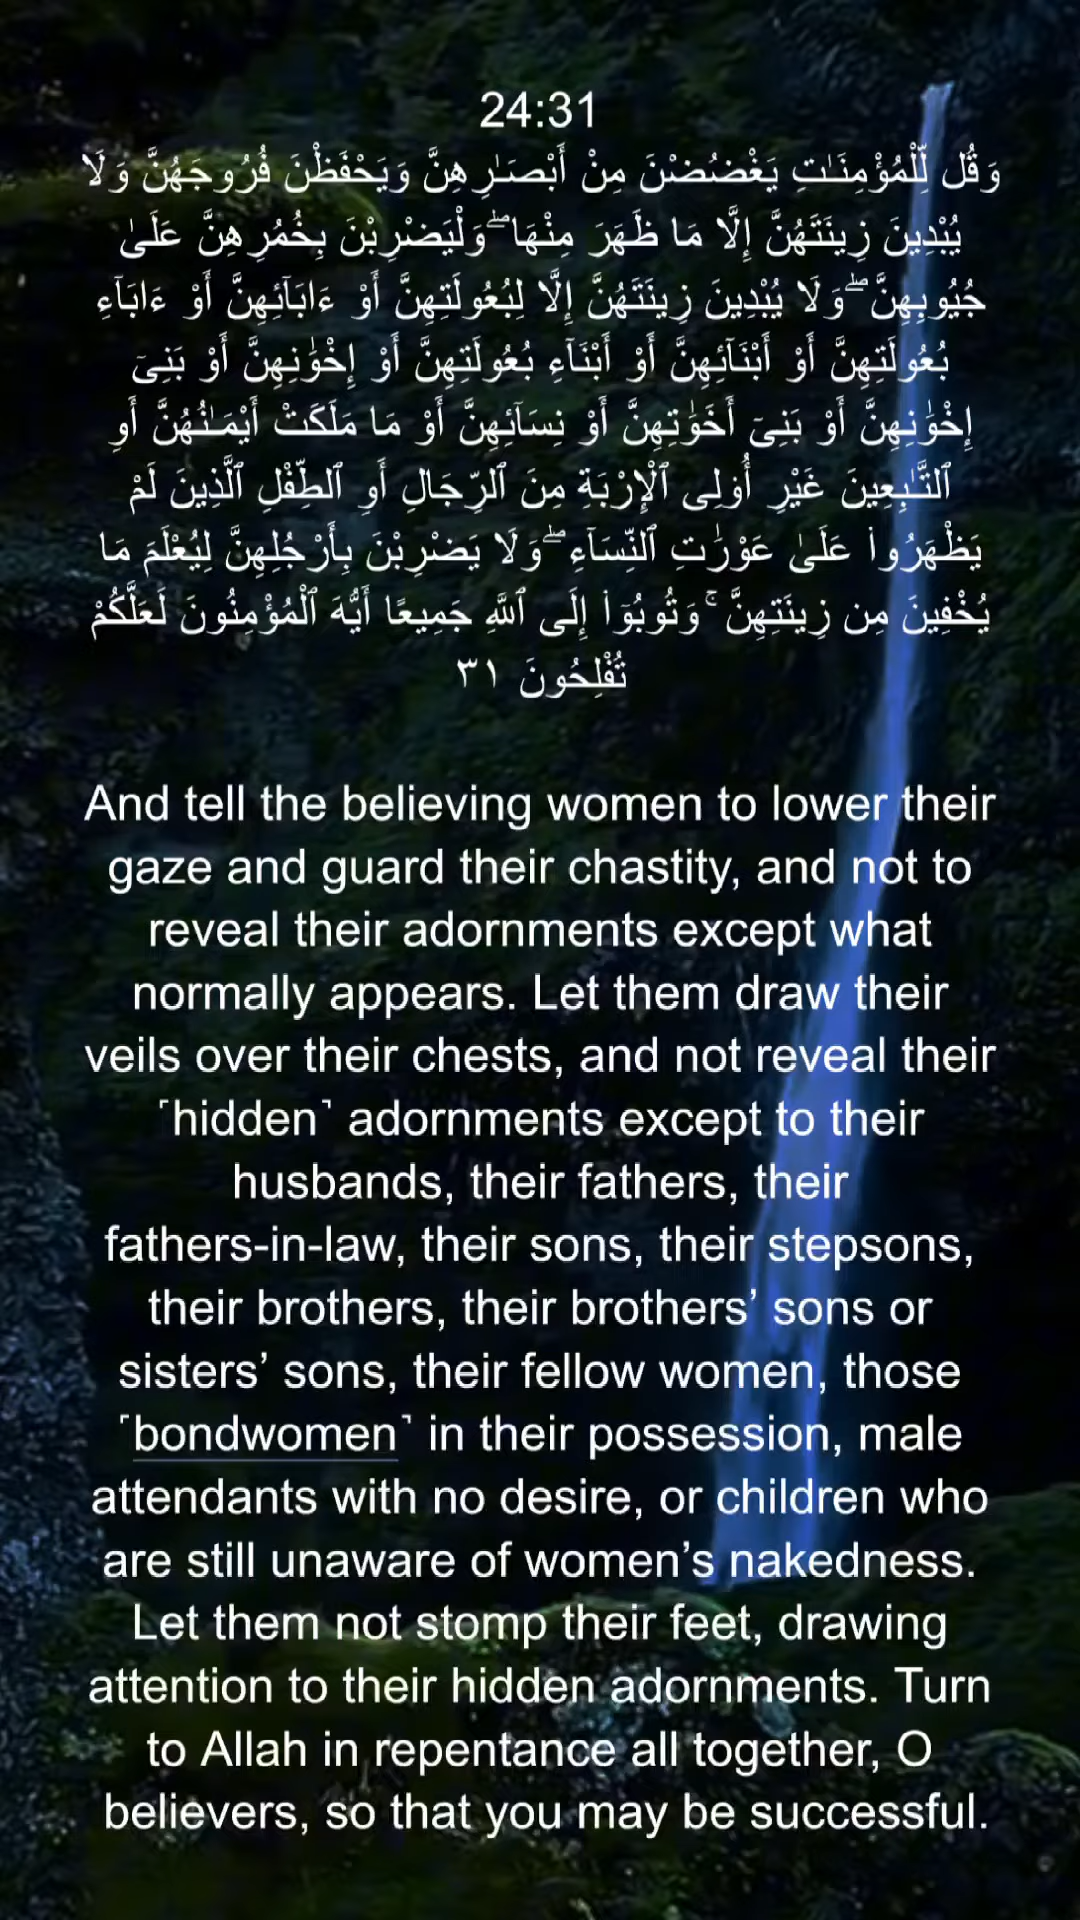 24:31
وَقُل لِّلْمُؤْمِنَـٰتِ يَغْضُضْنَ مِنْ أَبْصَـٰرِهِنَّ وَيَحْفَظْنَ فُرُوجَهُنَّ وَلَا
يُبْدِينَ زِينَتَهُنَّ إِلَّا مَا ظَهَرَ مِنْهَا ۖ وَلْيَضْرِبْنَ بِخُمُرِهِنَّ عَلَىٰ
جُيُوبِهِنَّ ۖ وَلَا يُبْدِينَ زِينَتَهُنَّ إِلَّا لِبُعُولَتِهِنَّ أَوْ ءَابَآئِهِنَّ أَوْ ءَابَآءِ
بُعُولَتِهِنَّ أَوْ أَبْنَآئِهِنَّ أَوْ أَبْنَآءِ بُعُولَتِهِنَّ أَوْ إِخْوَٰنِهِنَّ أَوْ بَنِىٓ
إِخْوَٰنِهِنَّ أَوْ بَنِىٓ أَخَوَٰتِهِنَّ أَوْ نِسَآئِهِنَّ أَوْ مَا مَلَكَتْ أَيْمَـٰنُهُنَّ أَوِ
ٱلتَّـٰبِعِينَ غَيْرِ أُو۟لِى ٱلْإِرْبَةِ مِنَ ٱلرِّجَالِ أَوِ ٱلطِّفْلِ ٱلَّذِينَ لَمْ
يَظْهَرُوا۟ عَلَىٰ عَوْرَٰتِ ٱلنِّسَآءِ ۖ وَلَا يَضْرِبْنَ بِأَرْجُلِهِنَّ لِيُعْلَمَ مَا
يُخْفِينَ مِن زِينَتِهِنَّ ۚ وَتُوبُوٓا۟ إِلَى ٱللَّهِ جَمِيعًا أَيُّهَ ٱلْمُؤْمِنُونَ لَعَلَّكُمْ
تُفْلِحُونَ ٣١
And tell the believing women to lower their
gaze and guard their chastity, and not to
reveal their adornments except what
normally appears. Let them draw their
veils over their chests, and not reveal their
˹hidden˺ adornments except to their
husbands, their fathers, their
fathers-in-law, their sons, their stepsons,
their brothers, their brothers’ sons or
sisters’ sons, their fellow women, those
˹bondwomen˺ in their possession, male
attendants with no desire, or children who
are still unaware of women’s nakedness.
Let them not stomp their feet, drawing
attention to their hidden adornments. Turn
to Allah in repentance all together, O
believers, so that you may be successful.